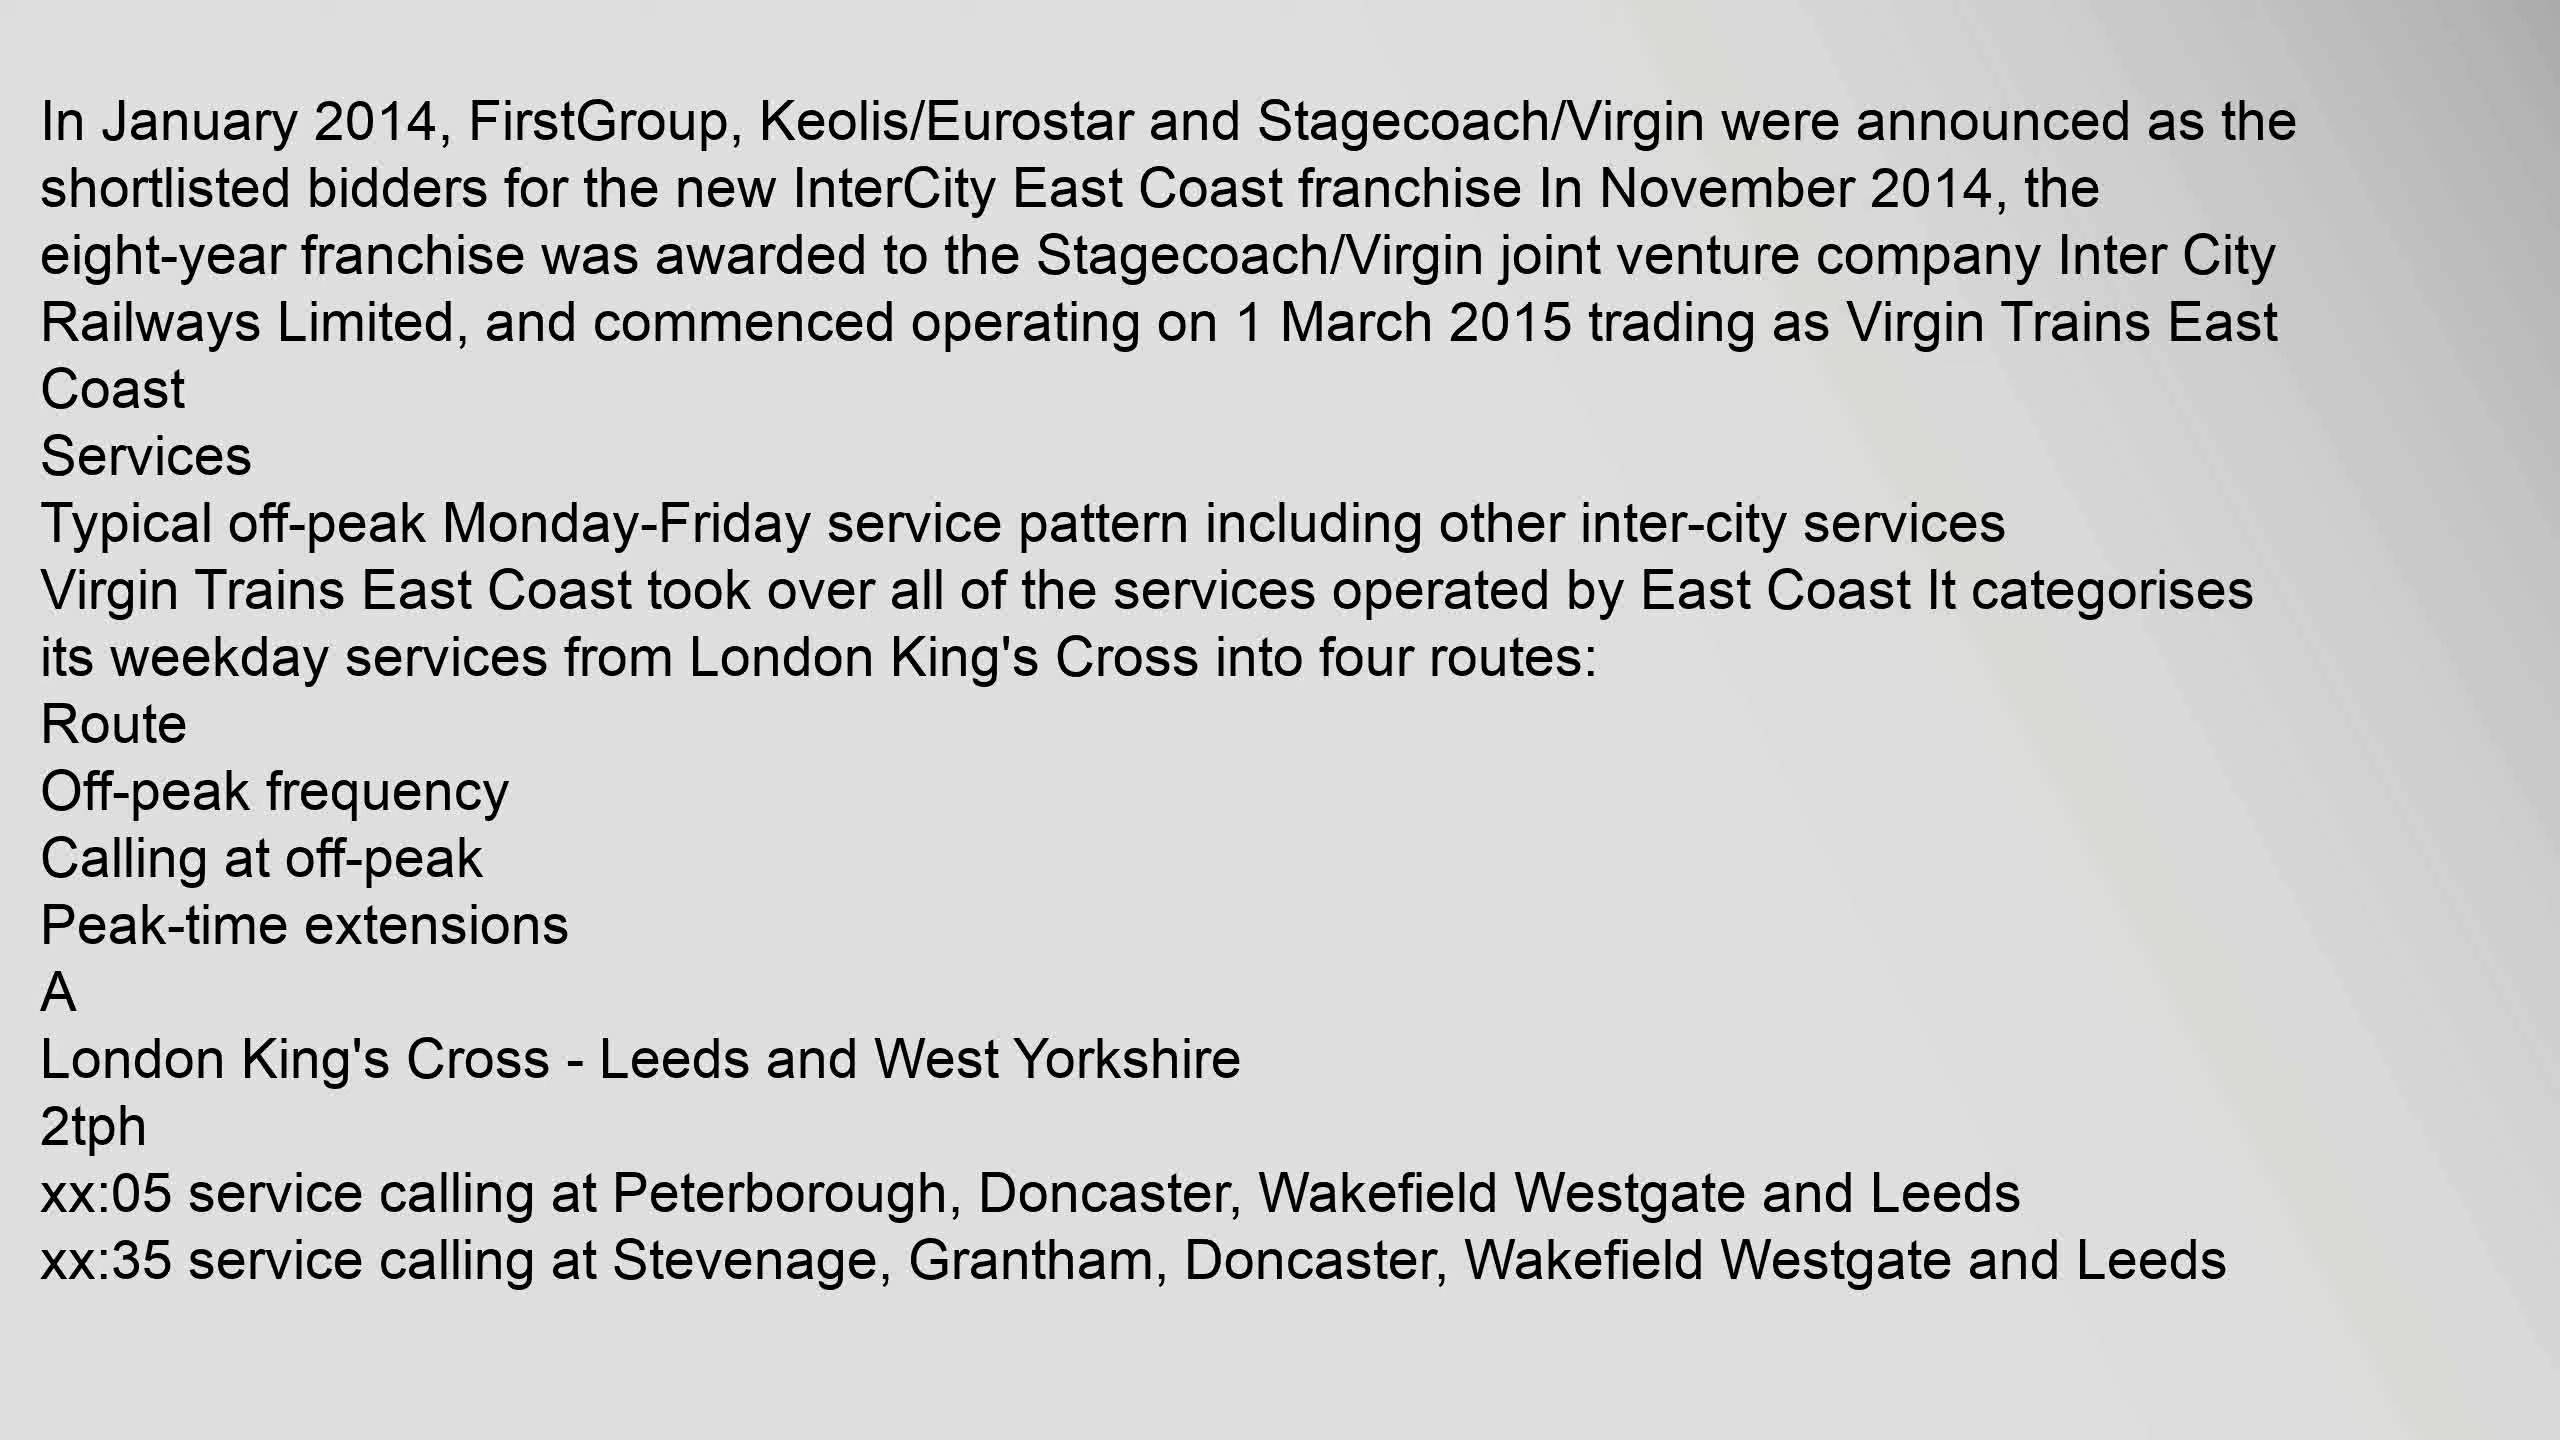 In January 2014, FirstGroup, Keolis/Eurostar and Stagecoach/Virgin were announced as the
shortlisted bidders for the new InterCity East Coast franchise In November 2014, the
eight-year franchise was awarded to the Stagecoach/Virgin joint venture company Inter City
Railways Limited, and commenced operating on 1 March 2015 trading as Virgin Trains East
Coast
Services
Typical off-peak Monday-Friday service pattern including other inter-city services
Virgin Trains East Coast took over all of the services operated by East Coast It categorises
its weekday services from London King's Cross into four routes:
Route
Off-peak frequency
Calling at off-peak
Peak-time extensions
A
London King's Cross - Leeds and West Yorkshire
2tph
xx:05 service calling at Peterborough, Doncaster, Wakefield Westgate and Leeds
xx:35 service calling at Stevenage, Grantham, Doncaster, Wakefield Westgate and Leeds